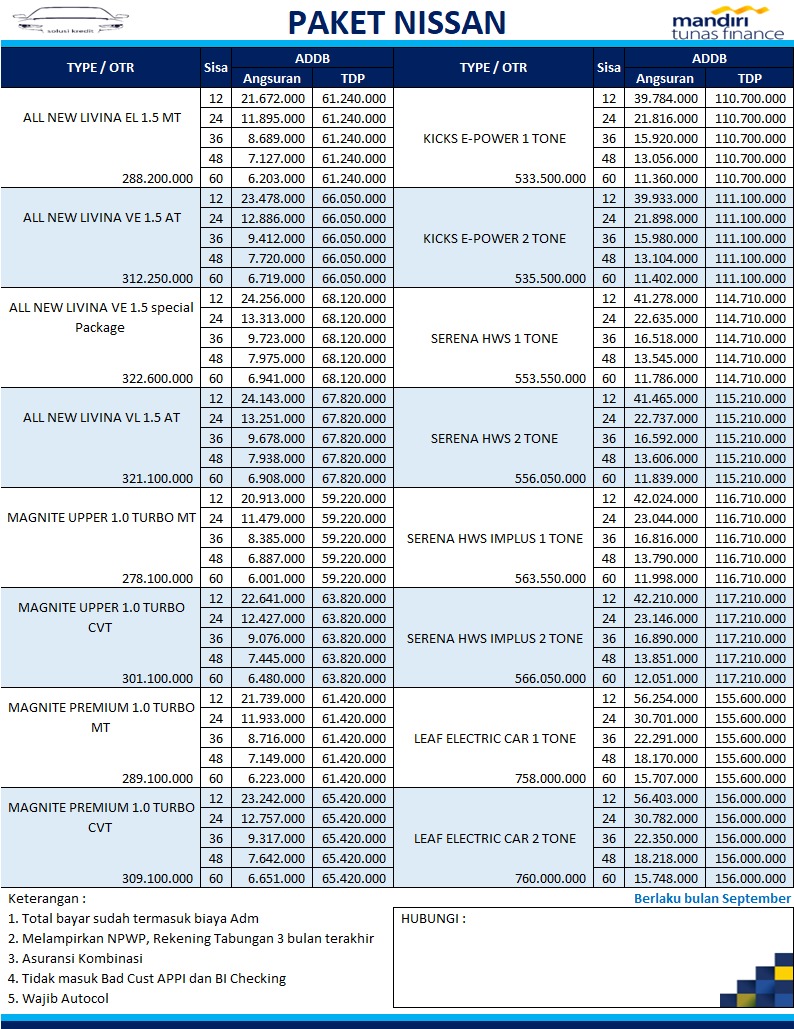 solusi kredit
PAKET NISSAN
mandiri
tunas finance
TYPE / OTR Sisa ADDB TYPE / OTR Sisa ADDB
Angsuran TDP Angsuran TDP
ALL NEW LIVINA EL 1.5 MT
12 21.672.000 61.240.000
24 11.895.000 61.240.000
36 8.689.000 61.240.000
48 7.127.000 61.240.000
288.200.000 60 6.203.000 61.240.000
KICKS E-POWER 1 TONE
12 39.784.000 110.700.000
24 21.816.000 110.700.000
36 15.920.000 110.700.000
48 13.056.000 110.700.000
533.500.000 60 11.360.000 110.700.000
ALL NEW LIVINA VE 1.5 AT
12 23.478.000 66.050.000
24 12.886.000 66.050.000
36 9.412.000 66.050.000
48 7.720.000 66.050.000
312.250.000 60 6.719.000 66.050.000
KICKS E-POWER 2 TONE
12 39.933.000 111.100.000
24 21.898.000 111.100.000
36 15.980.000 111.100.000
48 13.104.000 111.100.000
535.500.000 60 11.402.000 111.100.000
ALL NEW LIVINA VE 1.5 special
Package
12 24.256.000 68.120.000
24 13.313.000 68.120.000
36 9.723.000 68.120.000
48 7.975.000 68.120.000
322.600.000 60 6.941.000 68.120.000
SERENA HWS 1 TONE
12 41.278.000 114.710.000
24 22.635.000 114.710.000
36 16.518.000 114.710.000
48 13.545.000 114.710.000
553.550.000 60 11.786.000 114.710.000
ALL NEW LIVINA VL 1.5 AT
12 24.143.000 67.820.000
24 13.251.000 67.820.000
36 9.678.000 67.820.000
48 7.938.000 67.820.000
321.100.000 60 6.908.000 67.820.000
SERENA HWS 2 TONE
12 41.465.000 115.210.000
24 22.737.000 115.210.000
36 16.592.000 115.210.000
48 13.606.000 115.210.000
556.050.000 60 11.839.000 115.210.000
MAGNITE UPPER 1.0 TURBO MT
12 20.913.000 59.220.000
24 11.479.000 59.220.000
36 8.385.000 59.220.000
48 6.887.000 59.220.000
278.100.000 60 6.001.000 59.220.000
SERENA HWS IMPLUS 1 TONE
12 42.024.000 116.710.000
24 23.044.000 116.710.000
36 16.816.000 116.710.000
48 13.790.000 116.710.000
563.550.000 60 11.998.000 116.710.000
MAGNITE UPPER 1.0 TURBO
CVT
12 22.641.000 63.820.000
24 12.427.000 63.820.000
36 9.076.000 63.820.000
48 7.445.000 63.820.000
301.100.000 60 6.480.000 63.820.000
SERENA HWS IMPLUS 2 TONE
12 42.210.000 117.210.000
24 23.146.000 117.210.000
36 16.890.000 117.210.000
48 13.851.000 117.210.000
566.050.000 60 12.051.000 117.210.000
MAGNITE PREMIUM 1.0 TURBO
MT
12 21.739.000 61.420.000
24 11.933.000 61.420.000
36 8.716.000 61.420.000
48 7.149.000 61.420.000
289.100.000 60 6.223.000 61.420.000
LEAF ELECTRIC CAR 1 TONE
12 56.254.000 155.600.000
24 30.701.000 155.600.000
36 22.291.000 155.600.000
48 18.170.000 155.600.000
758.000.000 60 15.707.000 155.600.000
MAGNITE PREMIUM 1.0 TURBO
CVT
12 23.242.000 65.420.000
24 12.757.000 65.420.000
36 9.317.000 65.420.000
48 7.642.000 65.420.000
309.100.000 60 6.651.000 65.420.000
LEAF ELECTRIC CAR 2 TONE
12 56.403.000 156.000.000
24 30.782.000 156.000.000
36 22.350.000 156.000.000
48 18.218.000 156.000.000
760.000.000 60 15.748.000 156.000.000
Keterangan :
1. Total bayar sudah termasuk biaya Adm
2. Melampirkan NPWP, Rekening Tabungan 3 bulan terakhir
3. Asuransi Kombinasi
4. Tidak masuk Bad Cust APPI dan BI Checking
5. Wajib Autocol
Berlaku bulan September
HUBUNGI :